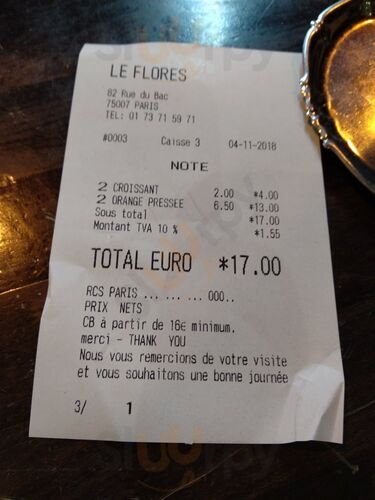 LE FLORES
82 Rue du Bac
75007 PARIS
TEL: 01 73 71 59 71
#0003 Caisse 3 04-11-2018
NOTE
2 CROISSANT 2.00 *4.00
2 ORANGE PRESSEE 6.50 *13.00
Sous total *17.00
Montant TVA 10 % *1.55
TOTAL EURO *17.00
RCS PARIS ... ... ... 000..
PRIX NETS
CB à partir de 16€ minimum.
merci - THANK YOU
Nous vous remercions de votre visite
et vous souhaitons une bonne journée
3/ 1